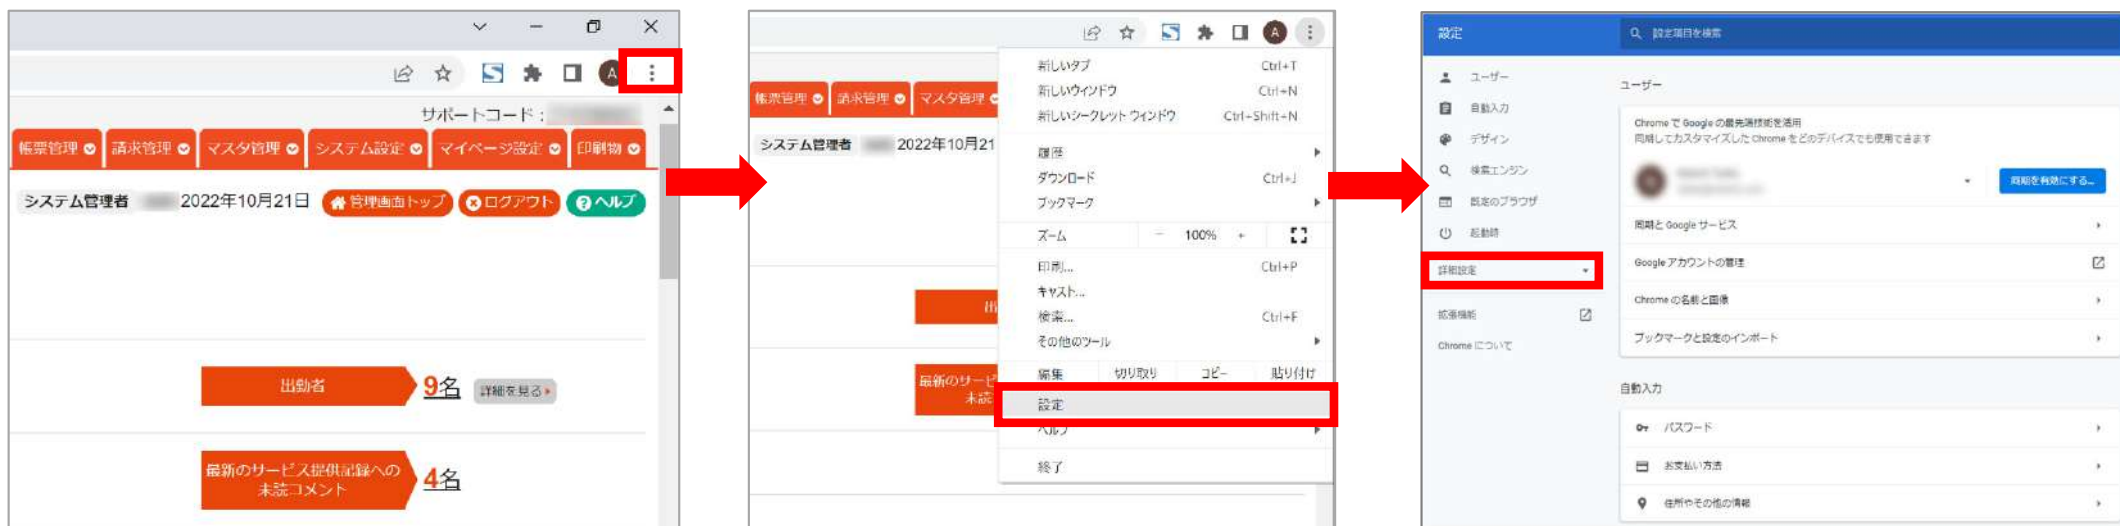 サポートコード：
帳票管理
請求管理
マスタ管理
システム設定
マイページ設定
印刷物
システム管理者
2022年10月21日
管理画面トップ
ログアウト
ヘルプ
出勤者
9名
詳細を見る
最新のサービス提供記録への
未読コメント
4名
A
帳票管理
請求管理
マスタ管理
システム管理者
2022年10月21
最新のサービ
未読
新しいタブ Ctrl+T
新しいウィンドウ Ctrl+N
新しいシークレット ウィンドウ Ctrl+Shift+N
履歴
ダウンロード Ctrl+J
ブックマーク
ズーム － 100% +
印刷... Ctrl+P
キャスト...
検索... Ctrl+F
その他のツール
編集 切り取り コピー 貼り付け
設定
ヘルプ
終了
設定
設定項目を検索
ユーザー
自動入力
デザイン
検索エンジン
既定のブラウザ
起動時
詳細設定
拡張機能
Chrome について
ユーザー
Chrome で Google の最先端技術を活用
同期してカスタマイズした Chrome をどのデバイスでも使用できます
同期を有効にする...
同期と Google サービス
Google アカウントの管理
Chrome の名前と画像
ブックマークと設定のインポート
自動入力
パスワード
お支払い方法
住所やその他の情報